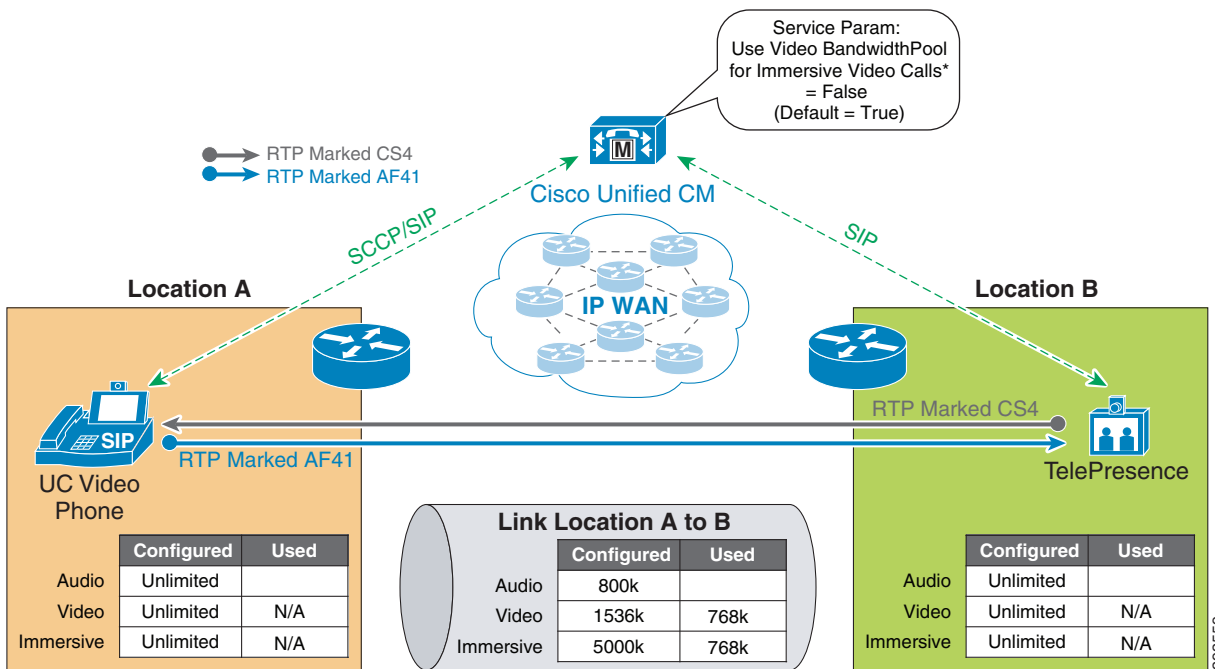 Service Param:
Use Video BandwidthPool
for Immersive Video Calls*
= False
(Default = True)
RTP Marked CS4
RTP Marked AF41
M
Cisco Unified CM
SCCP/SIP
SIP
IP WAN
Location A
Location B
RTP Marked CS4
SIP
RTP Marked AF41
UC Video
Phone
TelePresence
Configured Used
Audio Unlimited
Video Unlimited N/A
Immersive Unlimited N/A
Link Location A to B
Configured Used
Audio 800k
Video 1536k 768k
Immersive 5000k 768k
Configured Used
Audio Unlimited
Video Unlimited N/A
Immersive Unlimited N/A